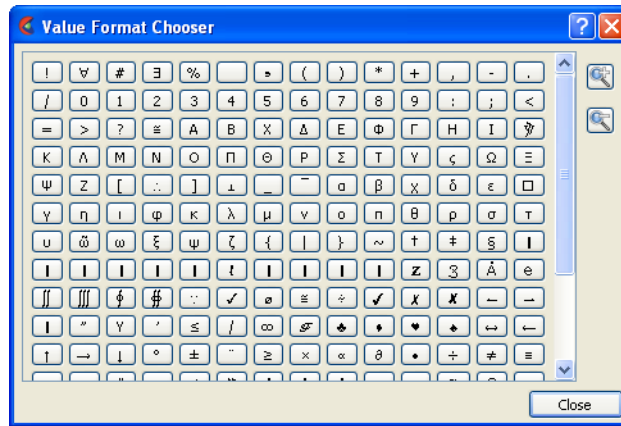 Value Format Chooser
! ∀ # ∃ % و ( ) * + , - .
/ 0 1 2 3 4 5 6 7 8 9 : ; <
= > ? ≅ Α Β Χ Δ Ε Φ Γ Η Ι
Κ Λ Μ Ν Ο Π Θ Ρ Σ Τ Υ ς Ω Ξ
Ψ Ζ [ ∴ ] ⊥ _ ‾ α β χ δ ε □
γ η ι φ κ λ μ ν ο π θ ρ σ τ
υ ῶ ω ξ ψ ζ { | } ~ † ‡ § ❙
❙ ❙ ❙ ❙ ❙ ❙ ❙ ❙ ❙ z Ʒ Å e
∬ ∭ ∮ ∯ ∵ ✓ ø ≅ ÷ ✓ ✗ ✘ ↼ ⇀
❙ ″ Υ ′ ≤ / ∞ ℱ ♣ ♦ ♥ ♠ ↔ ←
↑ → ↓ ° ± ¨ ≥ × ∝ ∂ • ÷ ≠ ≡
Close